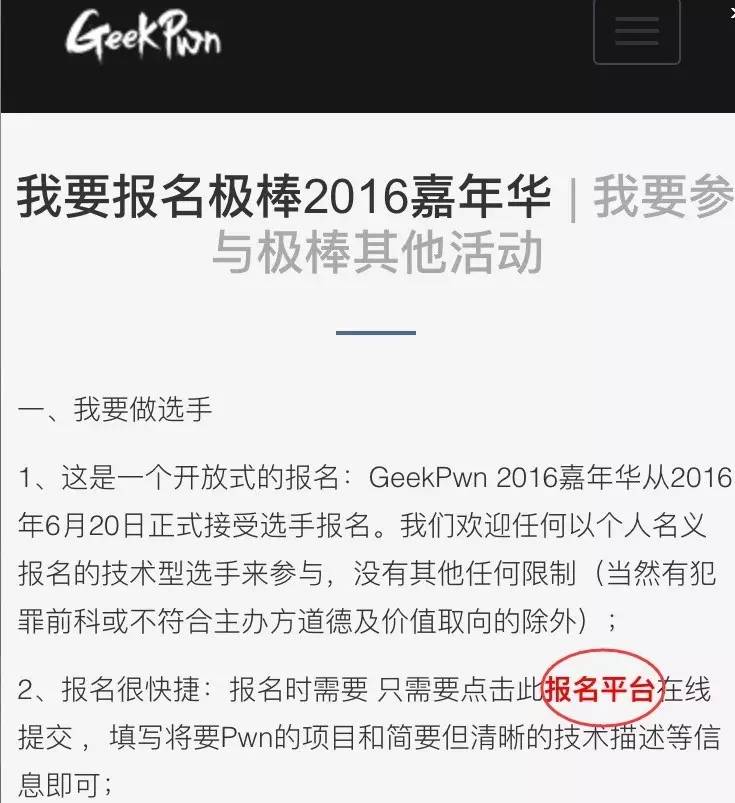 GeekPwn
我要报名极棒2016嘉年华 | 我要参
与极棒其他活动
一、我要做选手
1、这是一个开放式的报名：GeekPwn 2016嘉年华从2016
年6月20日正式接受选手报名。我们欢迎任何以个人名义
报名的技术型选手来参与，没有其他任何限制（当然有犯
罪前科或不符合主办方道德及价值取向的除外）；
2、报名很快捷：报名时需要 只需要点击此报名平台在线
提交 ，填写将要Pwn的项目和简要但清晰的技术描述等信
息即可；